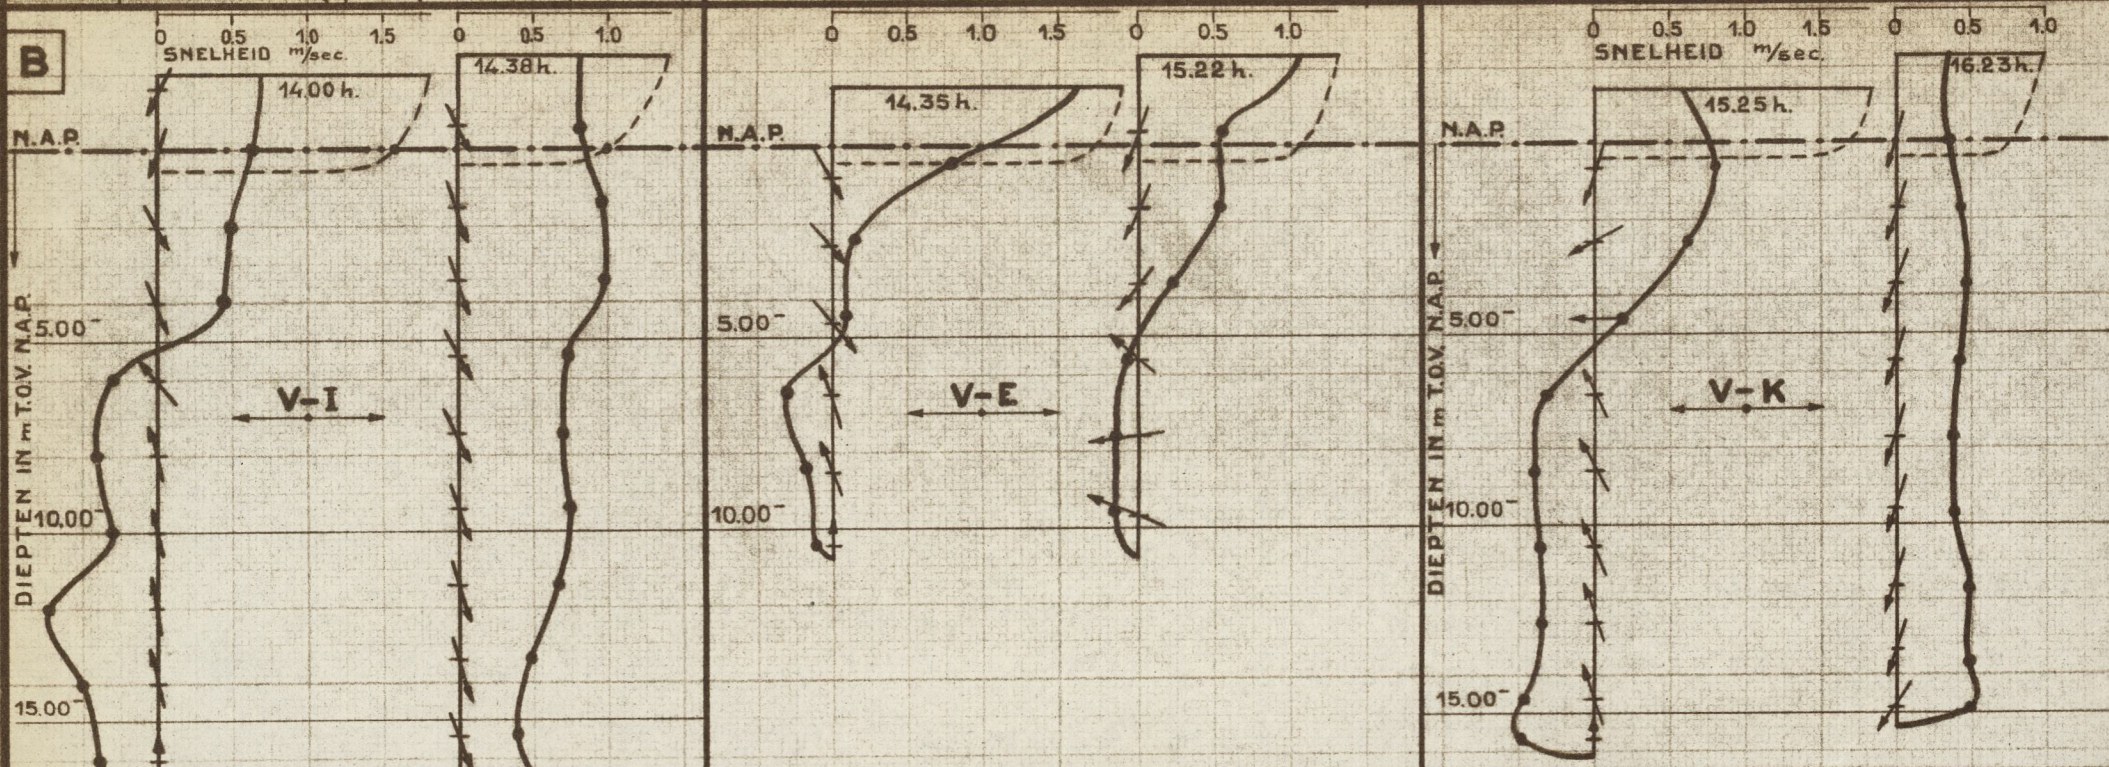 B
0 0.5 1.0 1.5
SNELHEID m/sec.
14.00 h.
0 0.5 1.0
14.38 h.
N.A.P.
DIEPTEN IN m T.O.V. N.A.P.
5.00-
10.00-
15.00-
V-I
0 0.5 1.0 1.5
14.35 h.
0 0.5 1.0
15.22 h.
N.A.P.
5.00-
10.00-
V-E
0 0.5 1.0 1.5
SNELHEID m/sec.
15.25 h.
0 0.5 1.0
16.23 h.
N.A.P.
DIEPTEN IN m T.O.V. N.A.P.
5.00-
10.00-
15.00-
V-K